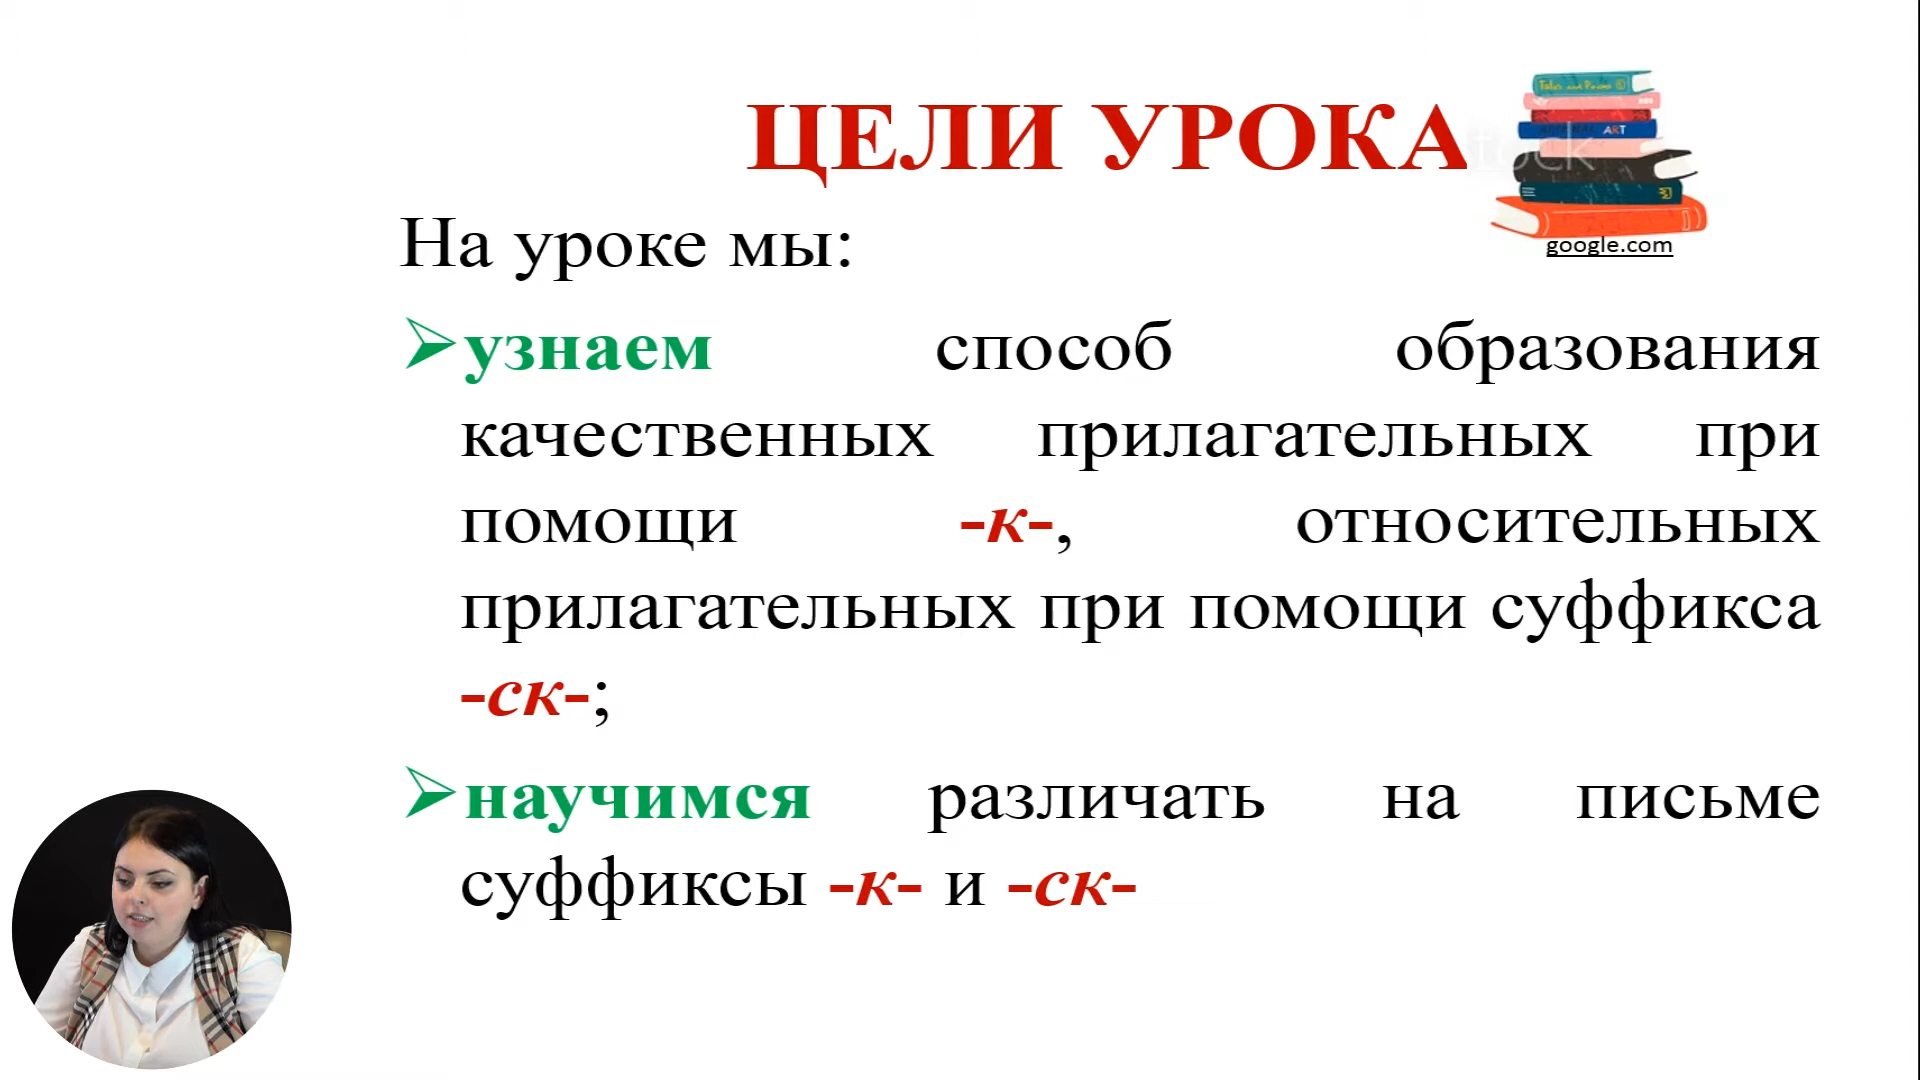 ЦЕЛИ УРОКА
ART
google.com
На уроке мы:
узнаем способ образования
качественных прилагательных при
помощи -к-, относительных
прилагательных при помощи суффикса
-ск-;
научимся различать на письме
суффиксы -к- и -ск-